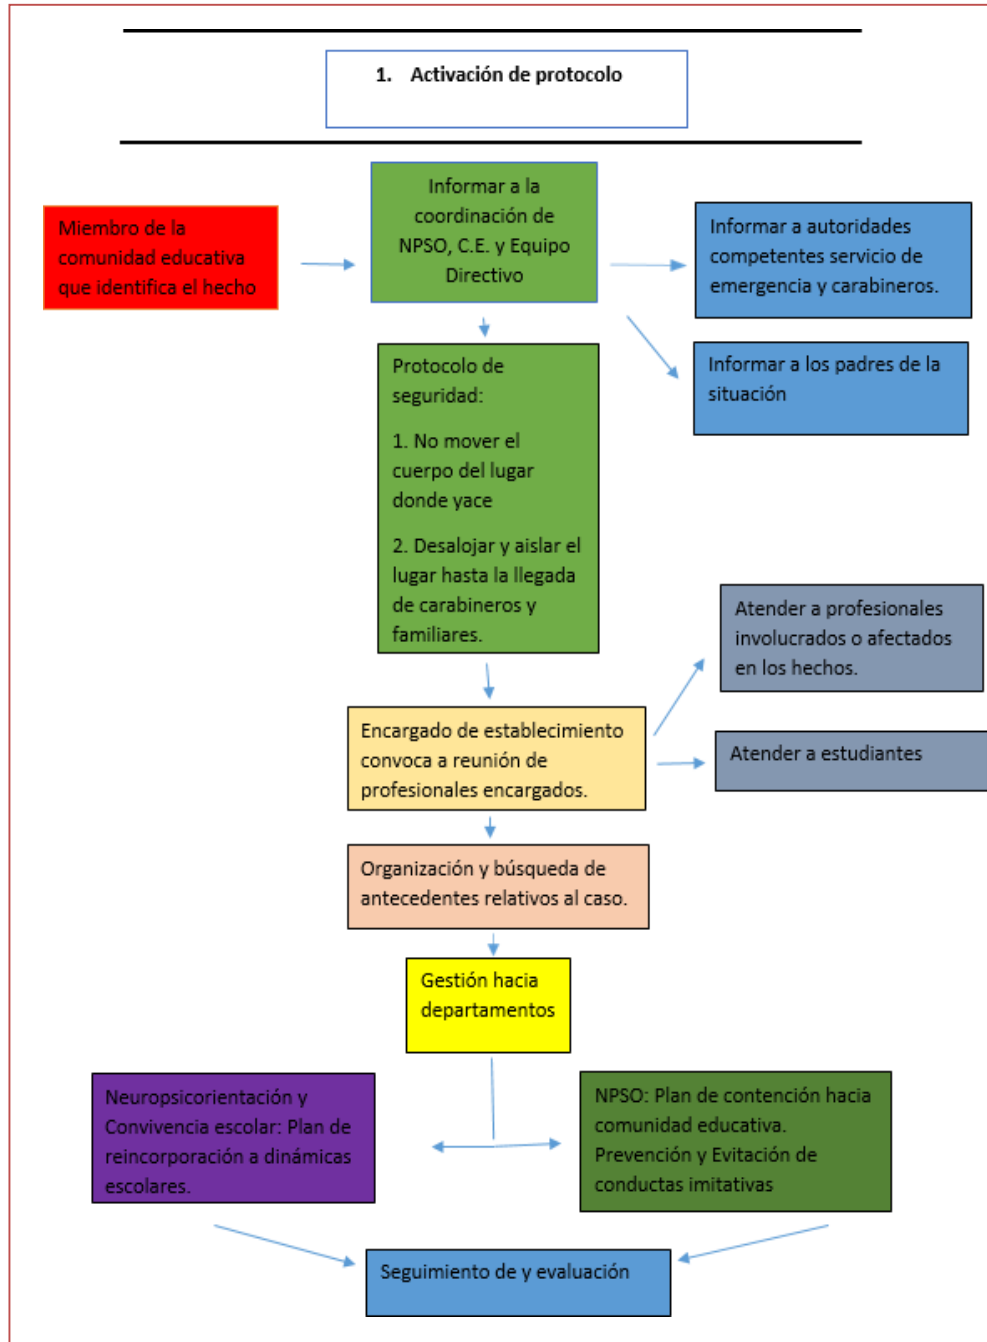 1. Activación de protocolo
Miembro de la
comunidad educativa
que identifica el hecho
Informar a la
coordinación de
NPSO, C.E. y Equipo
Directivo
Informar a autoridades
competentes servicio de
emergencia y carabineros.
Informar a los padres de la
situación
Protocolo de
seguridad:
1. No mover el
cuerpo del lugar
donde yace
2. Desalojar y aislar el
lugar hasta la llegada
de carabineros y
familiares.
Atender a profesionales
involucrados o afectados
en los hechos.
Encargado de establecimiento
convoca a reunión de
profesionales encargados.
Atender a estudiantes
Organización y búsqueda de
antecedentes relativos al caso.
Gestión hacia
departamentos
Neuropsicorientación y
Convivencia escolar: Plan de
reincorporación a dinámicas
escolares.
NPSO: Plan de contención hacia
comunidad educativa.
Prevención y Evitación de
conductas imitativas
Seguimiento de y evaluación